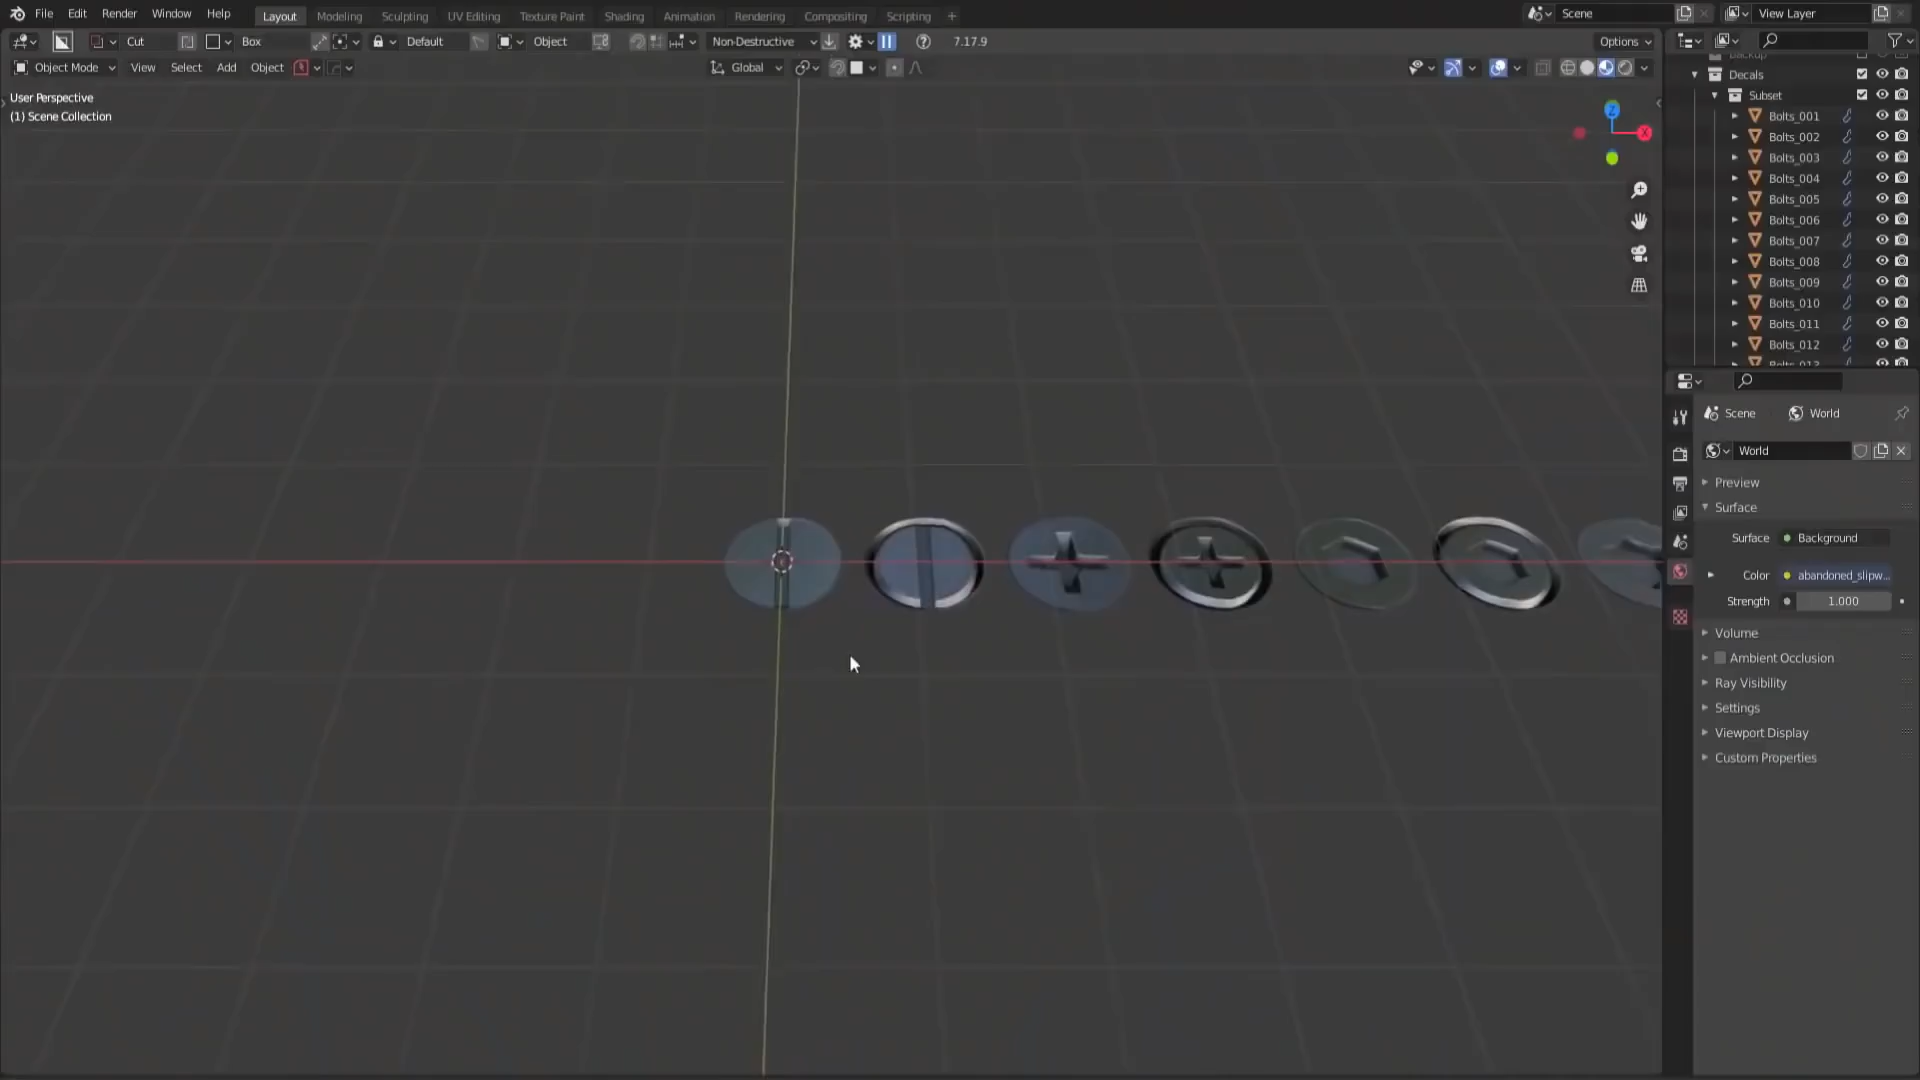 File Edit Render Window Help
Layout Modeling Sculpting UV Editing Texture Paint Shading Animation Rendering Compositing Scripting +
Scene
View Layer
Cut Box Default Object Non-Destructive 7.17.9 Options
Object Mode View Select Add Object Global
User Perspective
(1) Scene Collection
Z
X
Backup
Decals
Subset
Bolts_001
Bolts_002
Bolts_003
Bolts_004
Bolts_005
Bolts_006
Bolts_007
Bolts_008
Bolts_009
Bolts_010
Bolts_011
Bolts_012
Bolts_013
Scene World
World
Preview
Surface
Surface Background
Color abandoned_slipw...
Strength 1.000
Volume
Ambient Occlusion
Ray Visibility
Settings
Viewport Display
Custom Properties